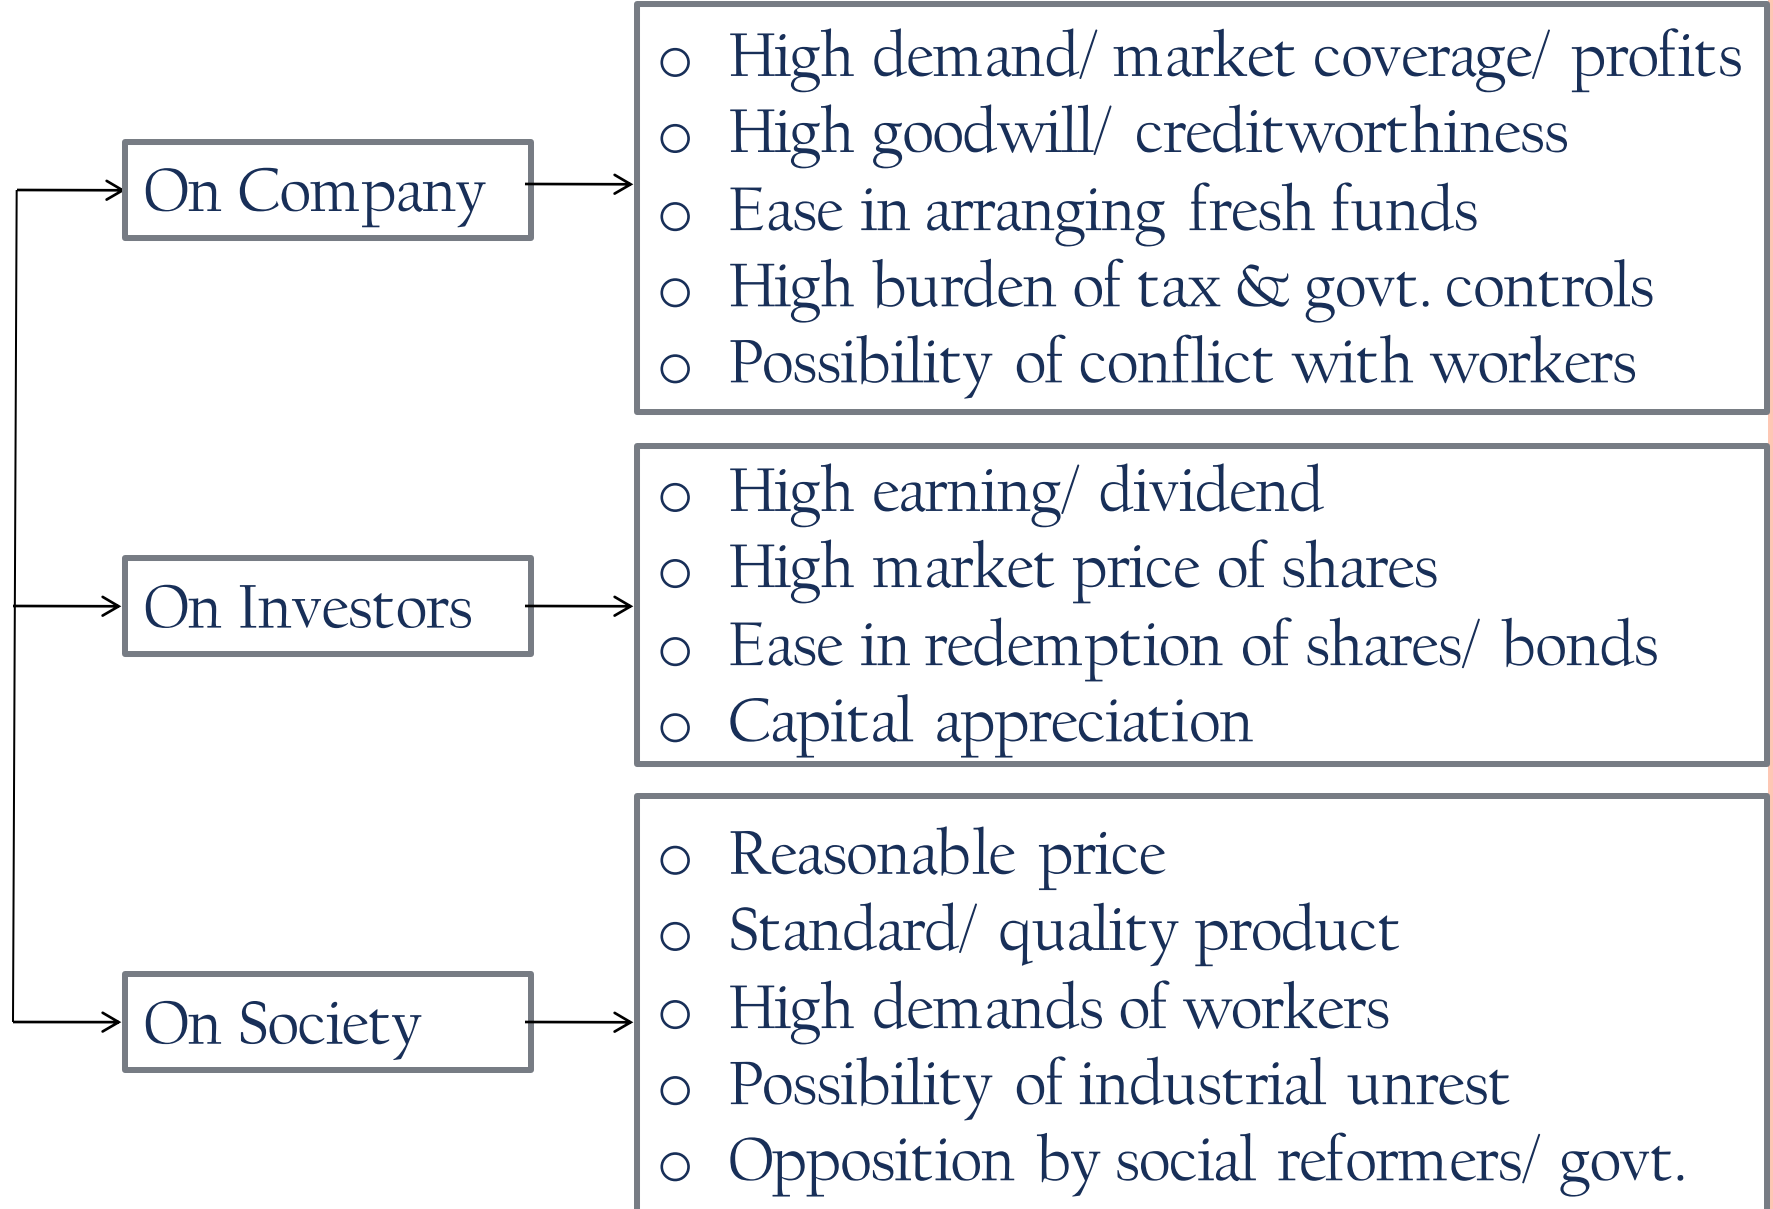 On Company
o High demand/ market coverage/ profits
o High goodwill/ creditworthiness
o Ease in arranging fresh funds
o High burden of tax & govt. controls
o Possibility of conflict with workers
On Investors
o High earning/ dividend
o High market price of shares
o Ease in redemption of shares/ bonds
o Capital appreciation
On Society
o Reasonable price
o Standard/ quality product
o High demands of workers
o Possibility of industrial unrest
o Opposition by social reformers/ govt.